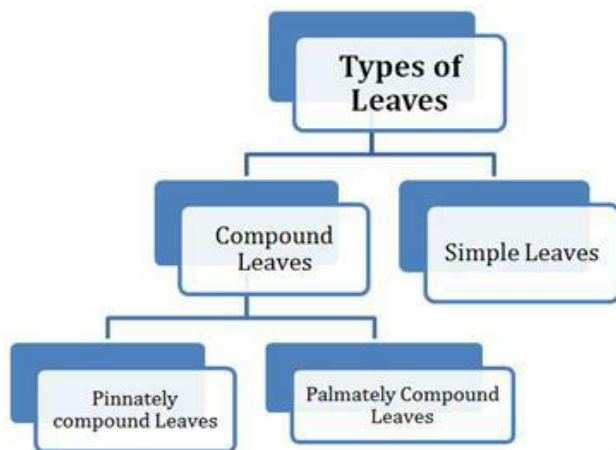 Types of
Leaves
Compound
Leaves
Simple Leaves
Pinnately
compound Leaves
Palmately Compound
Leaves